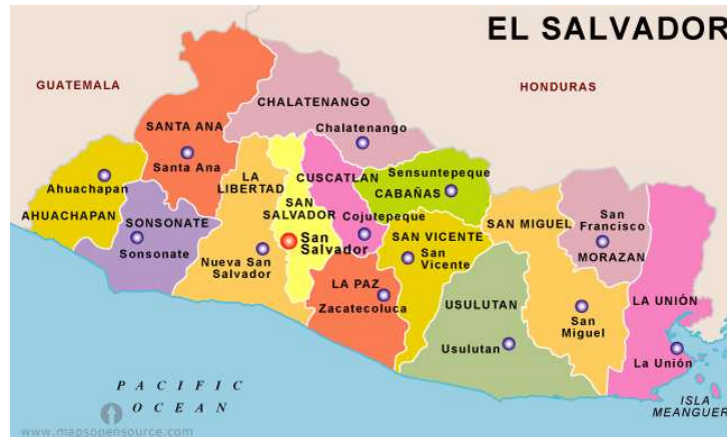 EL SALVADOR
GUATEMALA
HONDURAS
CHALATENANGO
Chalatenango
SANTA ANA
Santa Ana
Ahuachapan
AHUACHAPAN
SONSONATE
Sonsonate
LA
LIBERTAD
Nueva San
Salvador
SAN
SALVADOR
San
Salvador
CUSCATLAN
Cojutepeque
Sensuntepeque
CABAÑAS
SAN VICENTE
San
Vicente
LA PAZ
Zacatecoluca
USULUTAN
Usulutan
SAN MIGUEL
San
Miguel
San
Francisco
MORAZAN
LA UNIÓN
La Unión
ISLA
MEANGUER
PACIFIC
OCEAN
www.mapsopensource.com